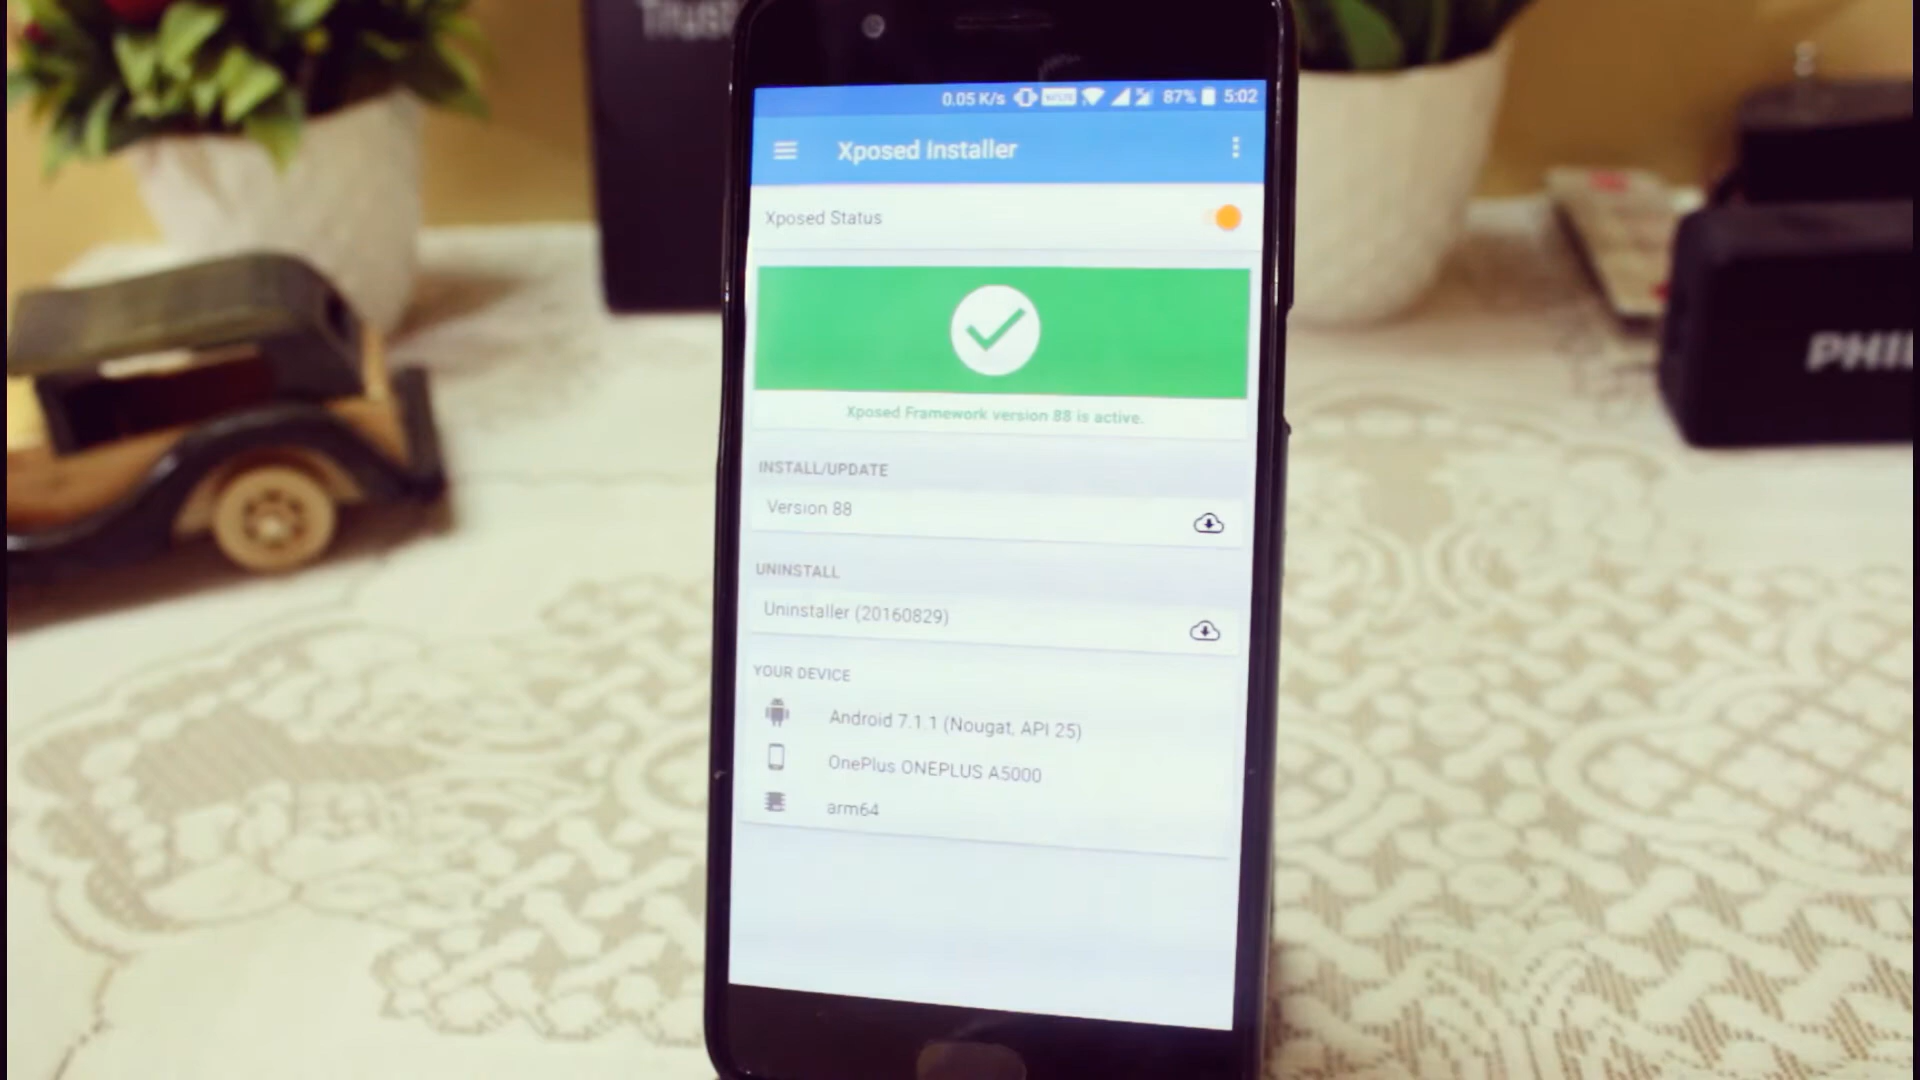 0.05 K/s 87% 5:02
Xposed Installer
Xposed Status
Xposed Framework version 88 is active.
INSTALL/UPDATE
Version 88
UNINSTALL
Uninstaller (20160829)
YOUR DEVICE
Android 7.1.1 (Nougat, API 25)
OnePlus ONEPLUS A5000
arm64
PHI